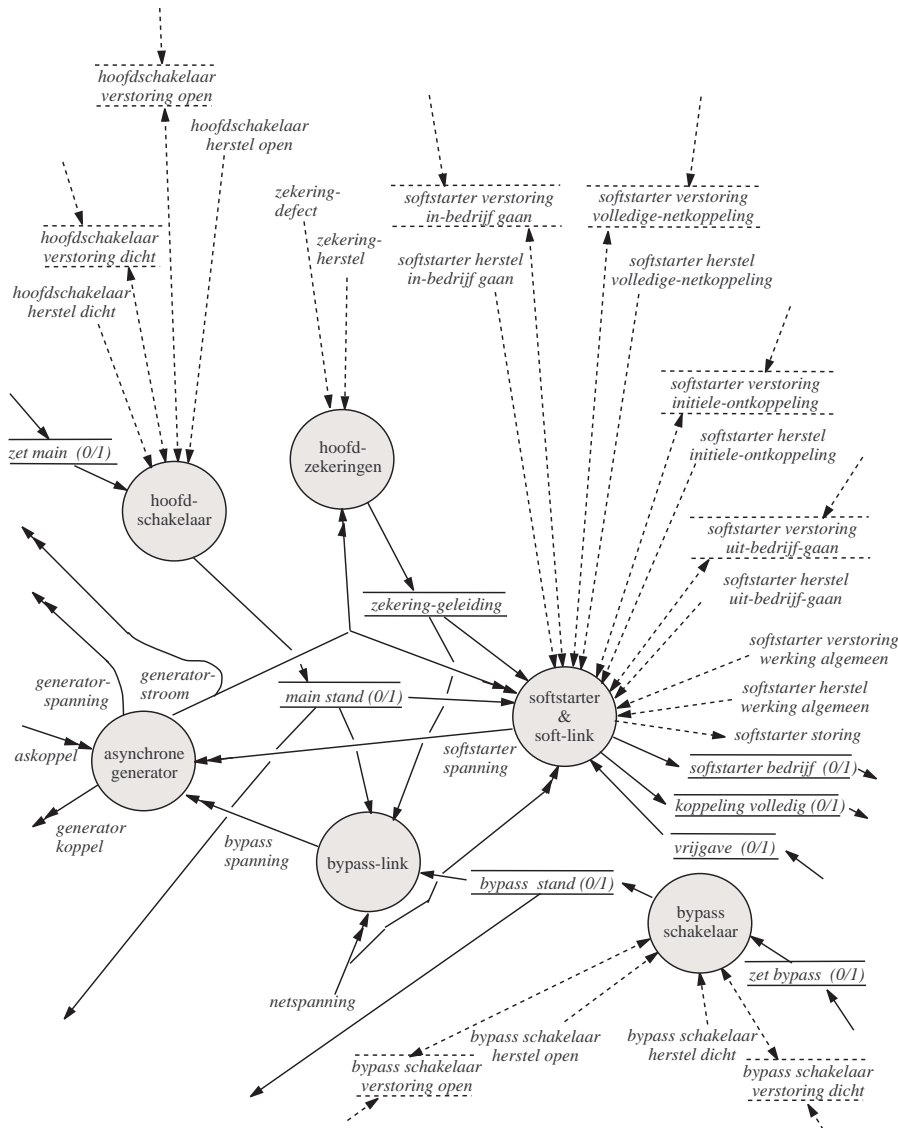 hoofdschakelaar
verstoring open
hoofdschakelaar
herstel open
zekering-
defect
zekering-
herstel
softstarter verstoring
in-bedrijf gaan
softstarter verstoring
volledige-netkoppeling
hoofdschakelaar
verstoring dicht
softstarter herstel
in-bedrijf gaan
softstarter herstel
volledige-netkoppeling
hoofdschakelaar
herstel dicht
softstarter verstoring
initiele-ontkoppeling
softstarter herstel
initiele-ontkoppeling
zet main (0/1)
hoofd-
zekeringen
hoofd-
schakelaar
softstarter verstoring
uit-bedrijf-gaan
softstarter herstel
uit-bedrijf-gaan
zekering-geleiding
softstarter verstoring
werking algemeen
generator-
spanning
generator-
stroom
main stand (0/1)
softstarter
&
soft-link
softstarter herstel
werking algemeen
softstarter storing
askoppel
asynchrone
generator
softstarter
spanning
softstarter bedrijf (0/1)
koppeling volledig (0/1)
generator
koppel
bypass
spanning
bypass-link
vrijgave (0/1)
bypass stand (0/1)
bypass
schakelaar
zet bypass (0/1)
netspanning
bypass schakelaar
herstel open
bypass schakelaar
herstel dicht
bypass schakelaar
verstoring open
bypass schakelaar
verstoring dicht